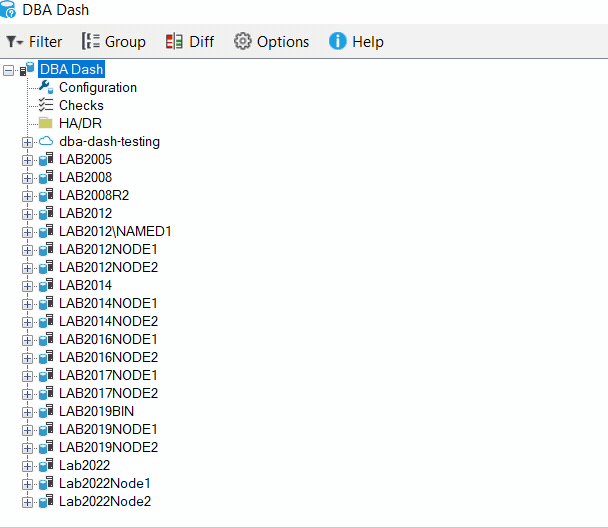 DBA Dash
Filter Group Diff Options Help
DBA Dash
Configuration
Checks
HA/DR
dba-dash-testing
LAB2005
LAB2008
LAB2008R2
LAB2012
LAB2012\NAMED1
LAB2012NODE1
LAB2012NODE2
LAB2014
LAB2014NODE1
LAB2014NODE2
LAB2016NODE1
LAB2016NODE2
LAB2017NODE1
LAB2017NODE2
LAB2019BIN
LAB2019NODE1
LAB2019NODE2
Lab2022
Lab2022Node1
Lab2022Node2